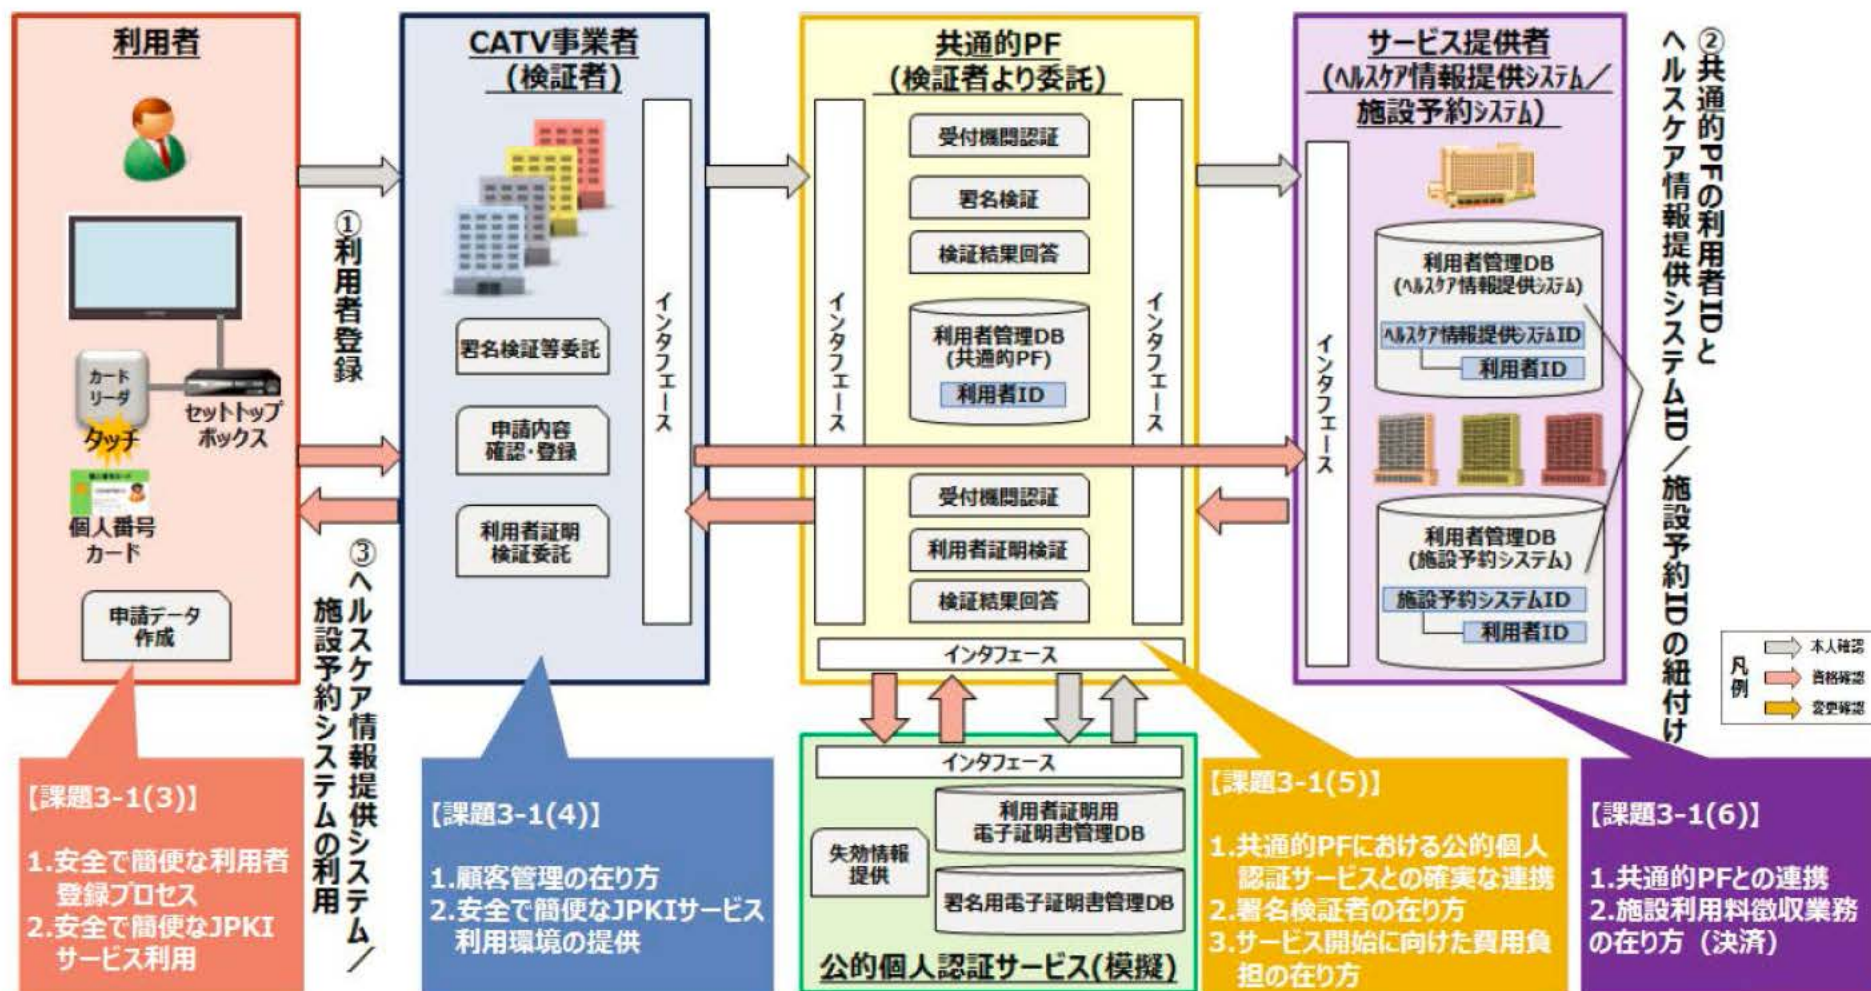 利用者
カード
リーダ
タッチ
セットトップ
ボックス
個人番号
カード
申請データ
作成
①利用者登録
③ヘルスケア情報提供システム／
施設予約システムの利用
CATV事業者
(検証者)
署名検証等委託
申請内容
確認・登録
利用者証明
検証委託
インタフェース
共通的PF
(検証者より委託)
インタフェース
受付機関認証
署名検証
検証結果回答
利用者管理DB
(共通的PF)
利用者ID
受付機関認証
利用者証明検証
検証結果回答
インタフェース
インタフェース
サービス提供者
(ヘルスケア情報提供システム／
施設予約システム)
インタフェース
利用者管理DB
(ヘルスケア情報提供システム)
ヘルスケア情報提供システムID
利用者ID
利用者管理DB
(施設予約システム)
施設予約システムID
利用者ID
②共通的PFの利用者IDと
ヘルスケア情報提供システムID／施設予約IDの紐付け
凡例
本人確認
資格確認
変更確認
インタフェース
失効情報
提供
利用者証明用
電子証明書管理DB
署名用電子証明書管理DB
公的個人認証サービス(模擬)
【課題3-1(3)】
1.安全で簡便な利用者
登録プロセス
2.安全で簡便なJPKI
サービス利用
【課題3-1(4)】
1.顧客管理の在り方
2.安全で簡便なJPKIサービス
利用環境の提供
【課題3-1(5)】
1.共通的PFにおける公的個人
認証サービスとの確実な連携
2.署名検証者の在り方
3.サービス開始に向けた費用負
担の在り方
【課題3-1(6)】
1.共通的PFとの連携
2.施設利用料徴収業務
の在り方（決済）